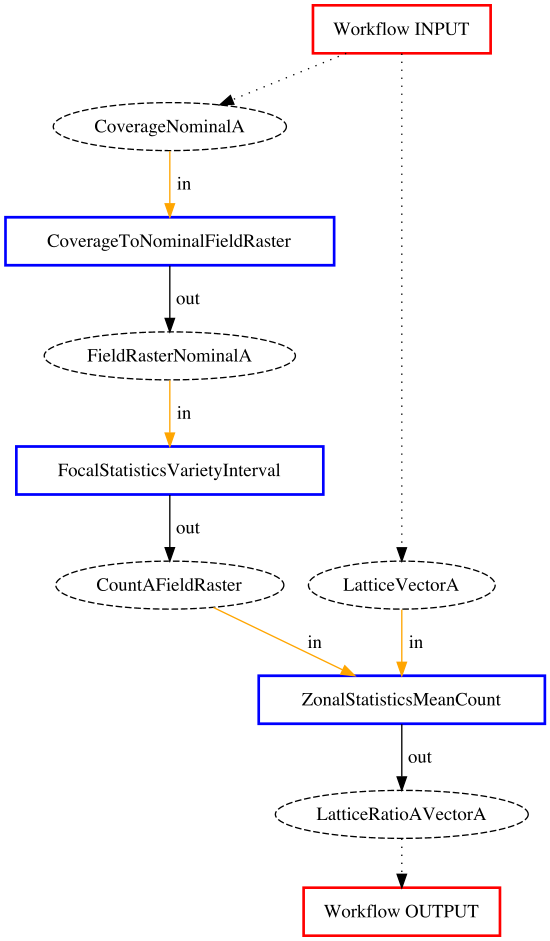 Workflow INPUT
CoverageNominalA
in
CoverageToNominalFieldRaster
out
FieldRasterNominalA
in
FocalStatisticsVarietyInterval
out
CountAFieldRaster
LatticeVectorA
in
in
ZonalStatisticsMeanCount
out
LatticeRatioAVectorA
Workflow OUTPUT